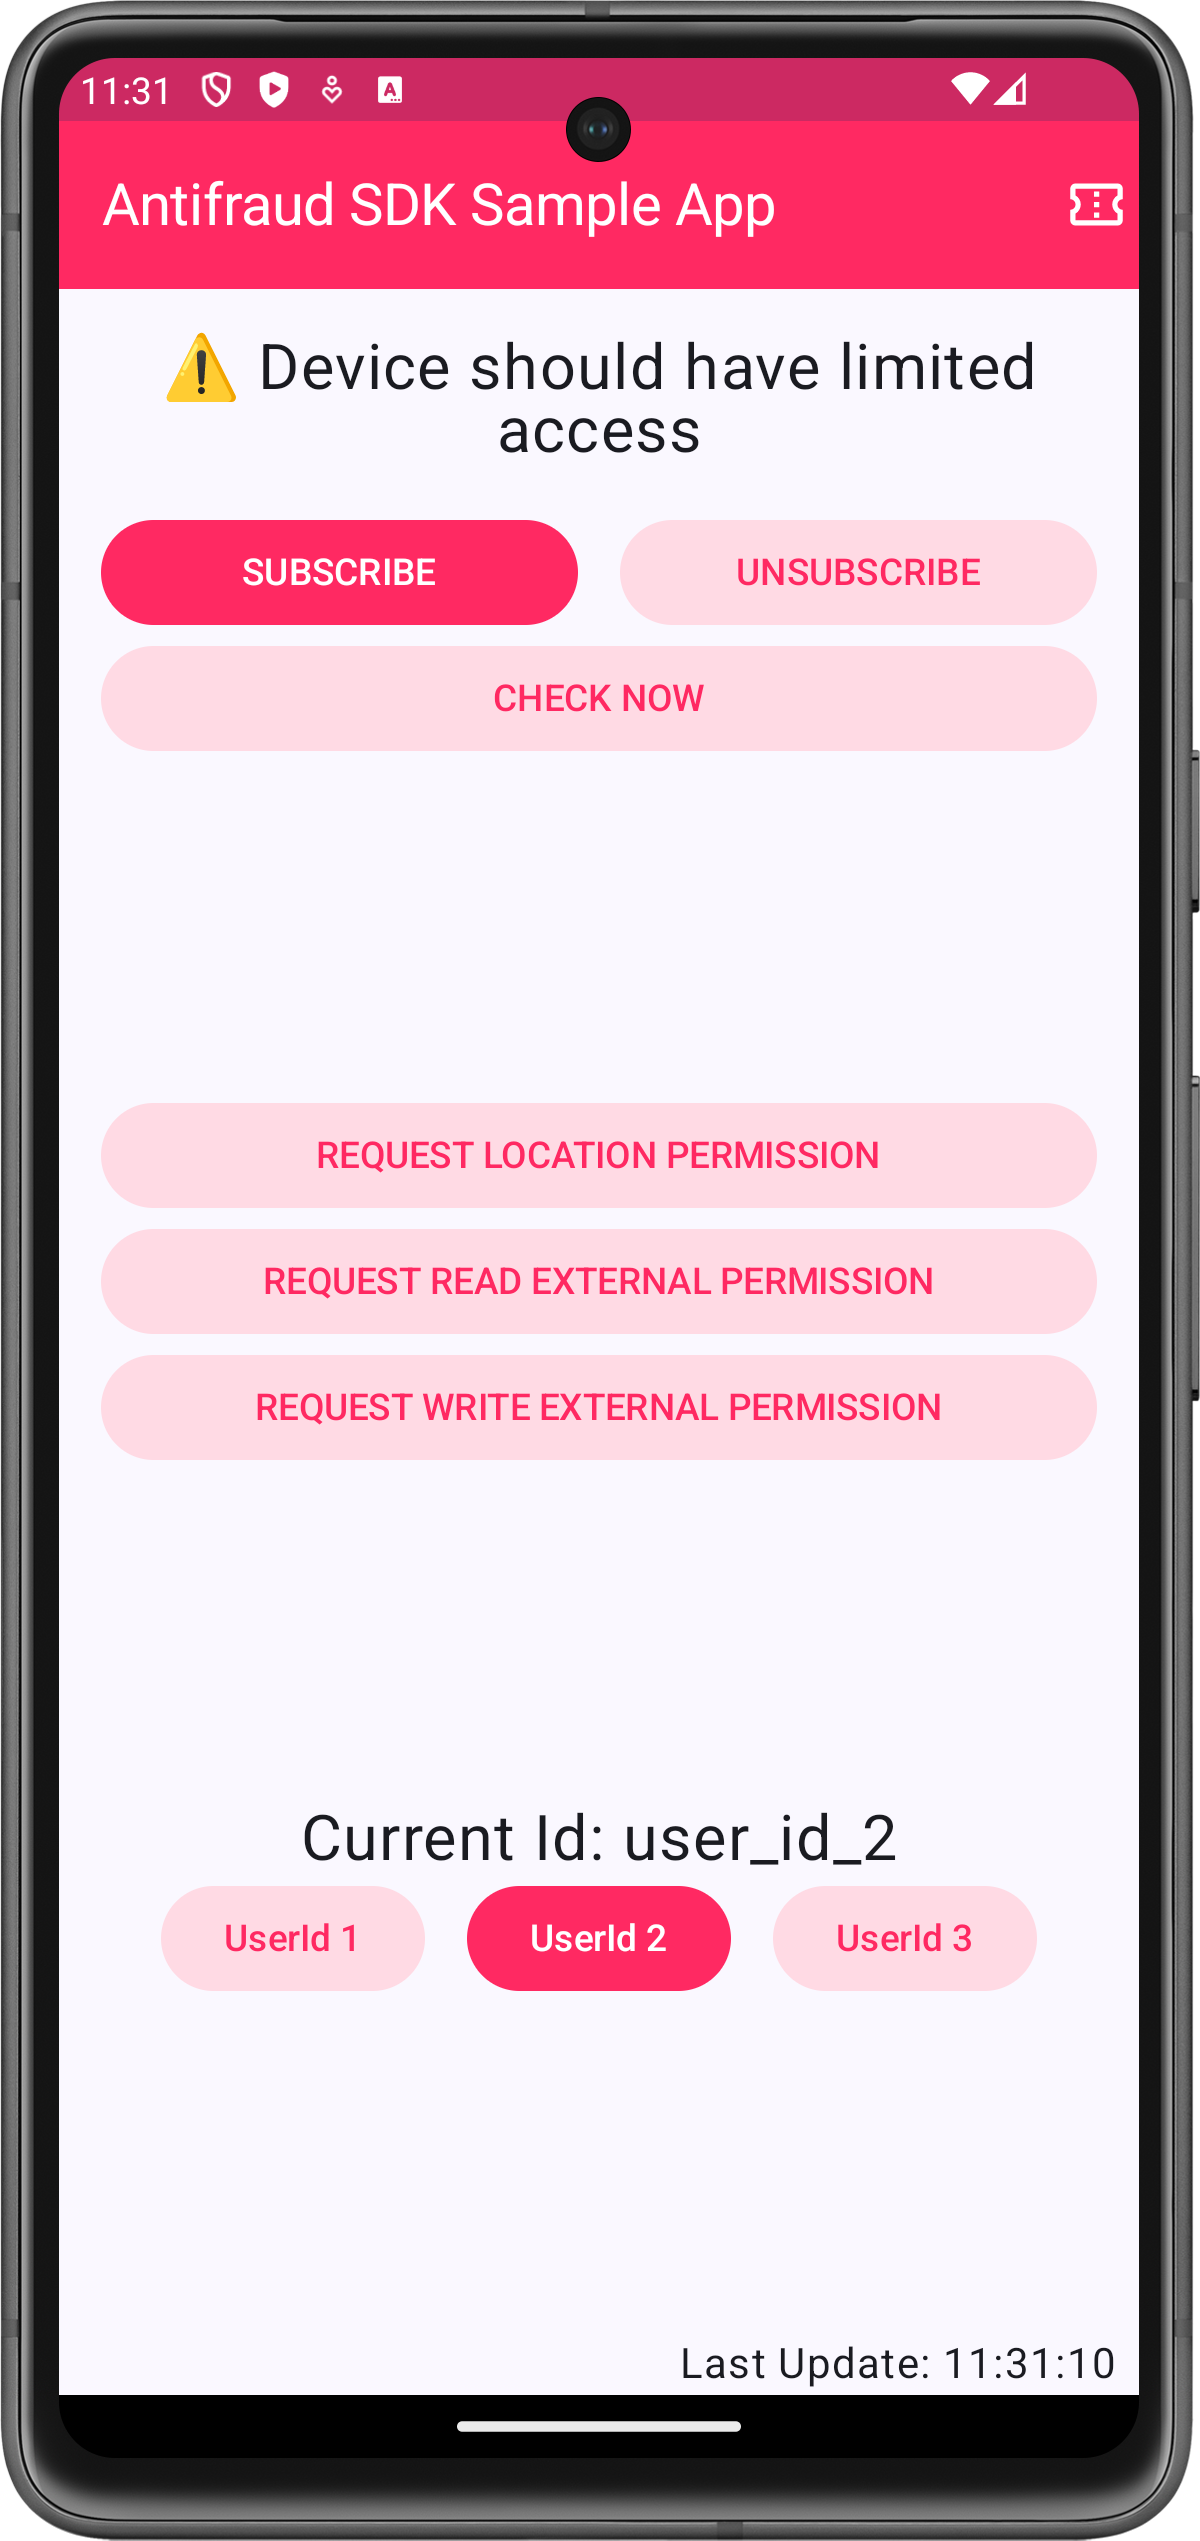 11:31
Antifraud SDK Sample App
⚠️ Device should have limited
access
SUBSCRIBE
UNSUBSCRIBE
CHECK NOW
REQUEST LOCATION PERMISSION
REQUEST READ EXTERNAL PERMISSION
REQUEST WRITE EXTERNAL PERMISSION
Current Id: user_id_2
UserId 1
UserId 2
UserId 3
Last Update: 11:31:10